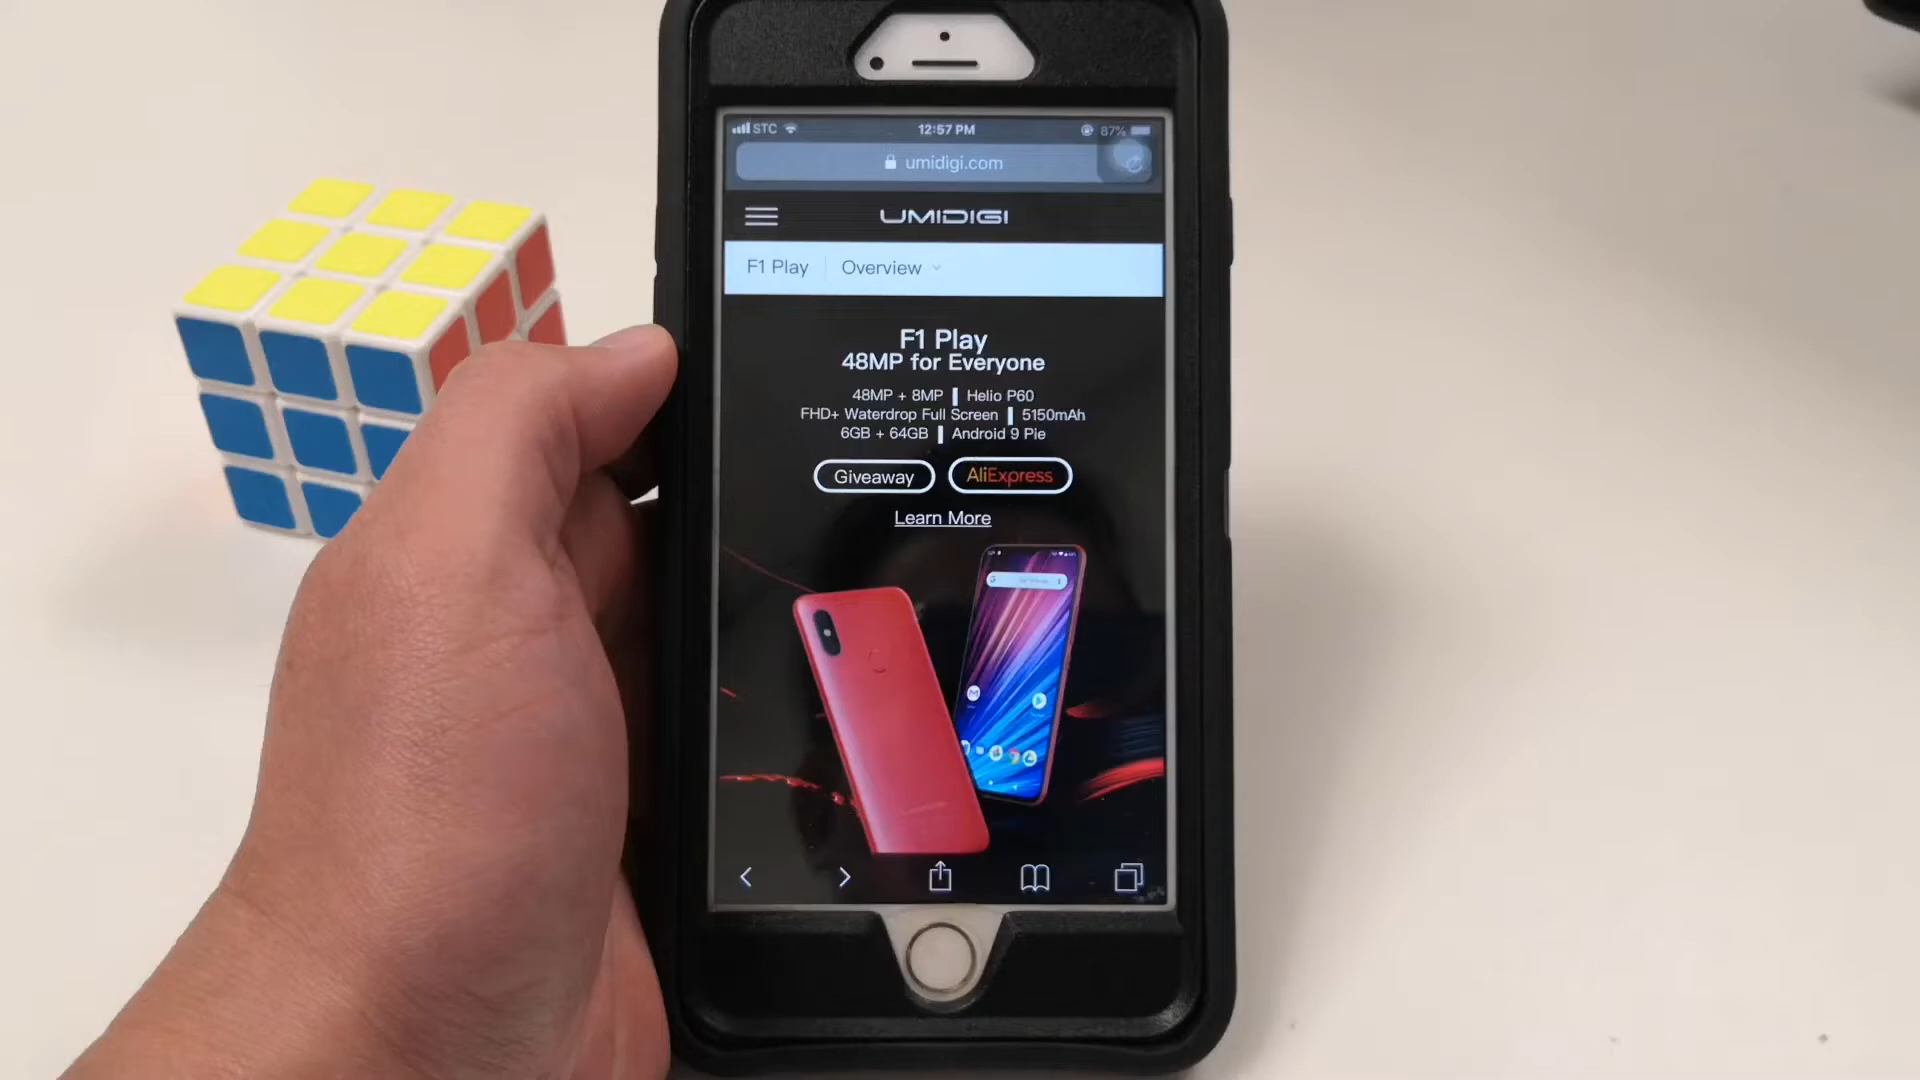 STC 12:57 PM 87%
umidigi.com
UMIDIGI
F1 Play Overview
F1 Play
48MP for Everyone
48MP + 8MP ▌ Helio P60
FHD+ Waterdrop Full Screen ▌ 5150mAh
6GB + 64GB ▌ Android 9 Pie
Giveaway AliExpress
Learn More